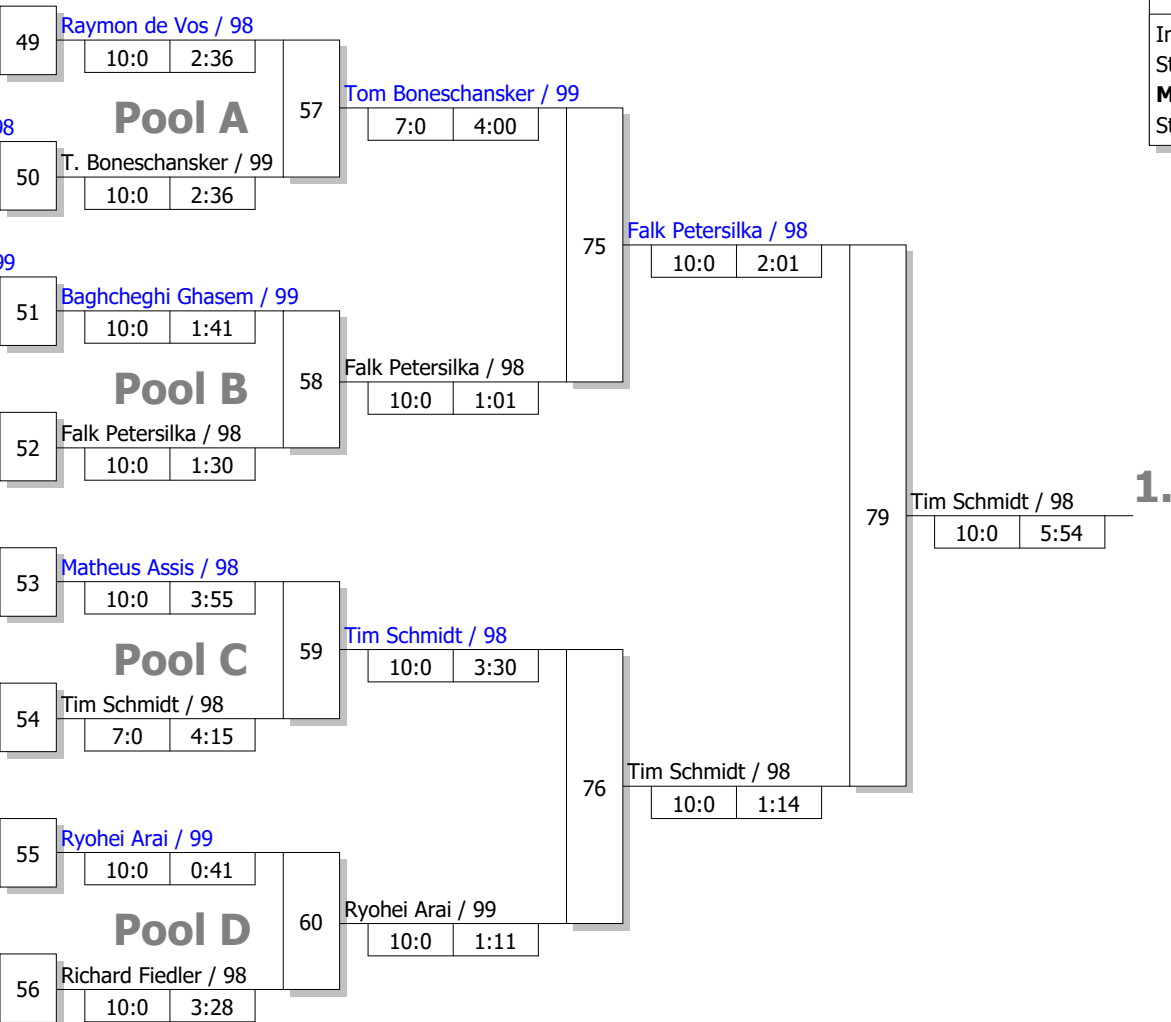 49
Raymon de Vos / 98
10:0 2:36
Pool A
57
Tom Boneschansker / 99
7:0 4:00
98
50
T. Boneschansker / 99
10:0 2:36
75
Falk Petersilka / 98
10:0 2:01
99
51
Baghcheghi Ghasem / 99
10:0 1:41
Pool B
58
Falk Petersilka / 98
10:0 1:01
52
Falk Petersilka / 98
10:0 1:30
79
Tim Schmidt / 98
10:0 5:54
1.
53
Matheus Assis / 98
10:0 3:55
Pool C
59
Tim Schmidt / 98
10:0 3:30
54
Tim Schmidt / 98
7:0 4:15
76
Tim Schmidt / 98
10:0 1:14
55
Ryohei Arai / 99
10:0 0:41
Pool D
60
Ryohei Arai / 99
10:0 1:11
56
Richard Fiedler / 98
10:0 3:28